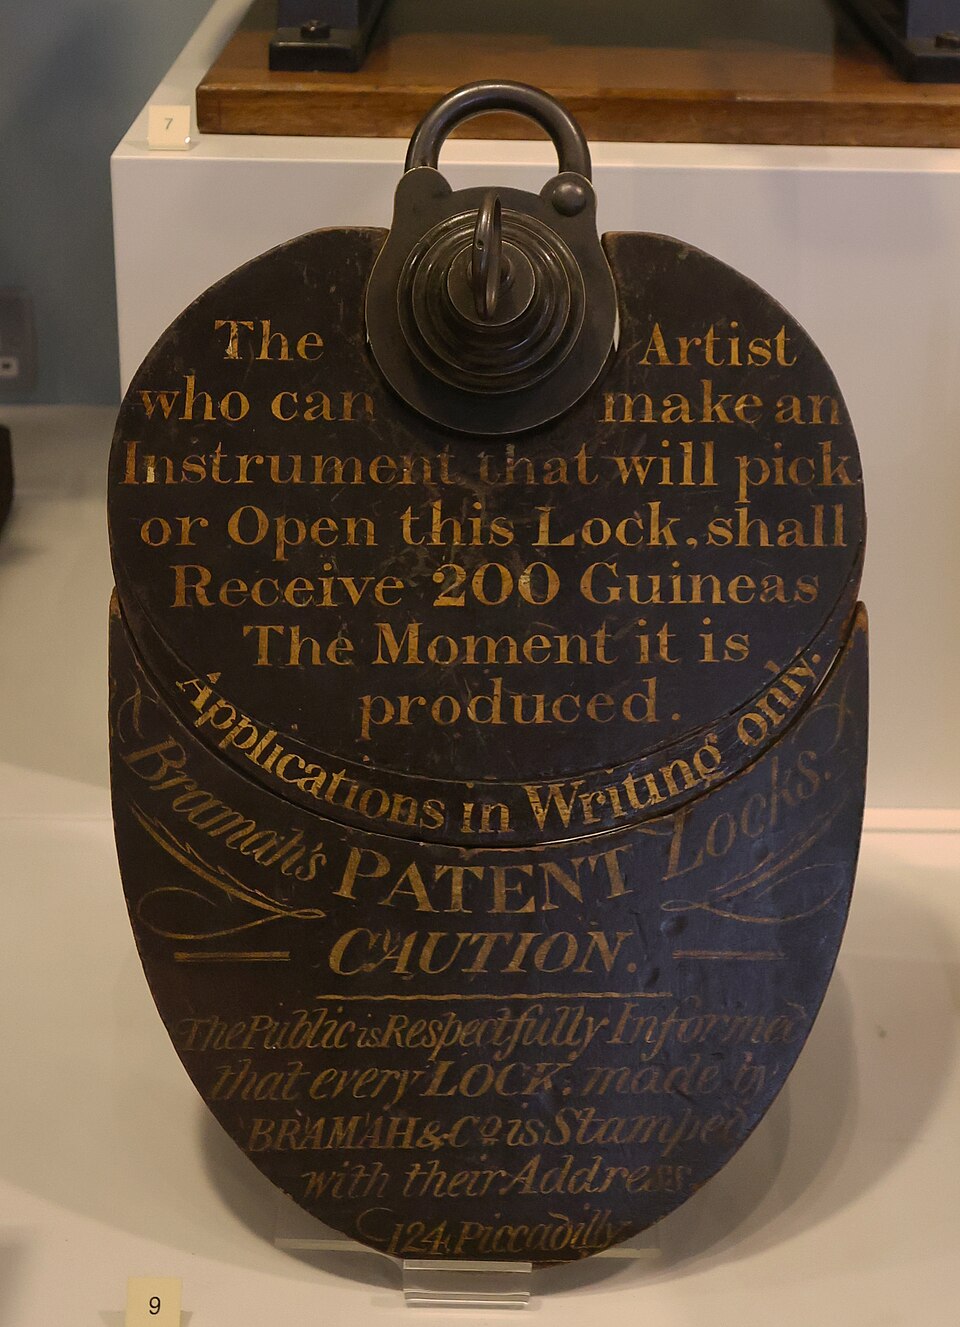 7
The Artist
who can make an
Instrument that will pick
or Open this Lock, shall
Receive 200 Guineas
The Moment it is
produced.
Applications in Writing only.
Bramah's PATENT Locks.
CAUTION.
The Public is Respectfully Informed
that every LOCK, made by
BRAMAH & Co is Stamped
with their Address
124, Piccadilly
9